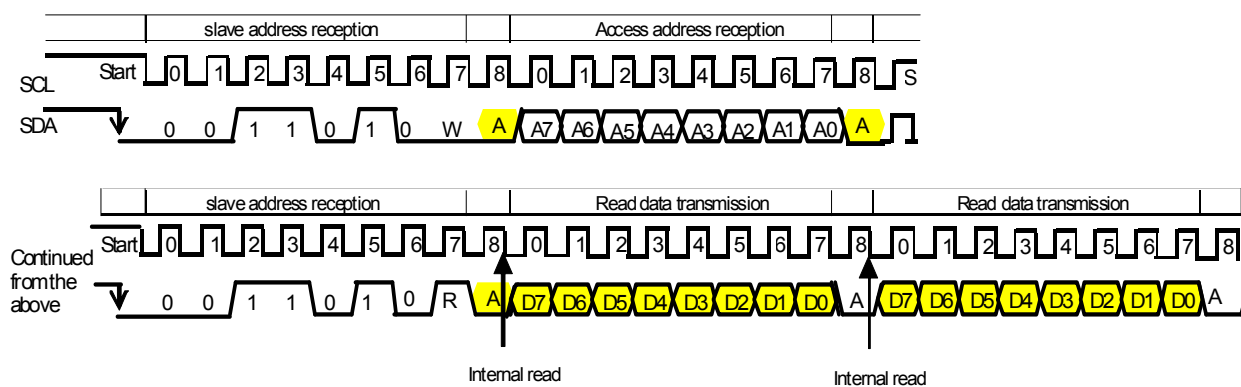 slave address reception Access address reception
SCL Start 0 1 2 3 4 5 6 7 8 0 1 2 3 4 5 6 7 8 S
SDA 0 0 1 1 0 1 0 W A A7 A6 A5 A4 A3 A2 A1 A0 A
slave address reception Read data transmission Read data transmission
Start 0 1 2 3 4 5 6 7 8 0 1 2 3 4 5 6 7 8 0 1 2 3 4 5 6 7 8
Continued
from the
above
0 0 1 1 0 1 0 R A D7 D6 D5 D4 D3 D2 D1 D0 A D7 D6 D5 D4 D3 D2 D1 D0 A
Internal read Internal read